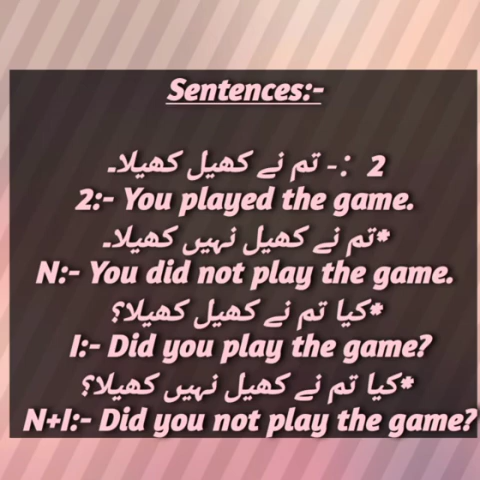 Sentences:-
2 :- تم نے کھیل کھیلا۔
2:- You played the game.
*تم نے کھیل نہیں کھیلا۔
N:- You did not play the game.
*کیا تم نے کھیل کھیلا؟
I:- Did you play the game?
*کیا تم نے کھیل نہیں کھیلا؟
N+I:- Did you not play the game?